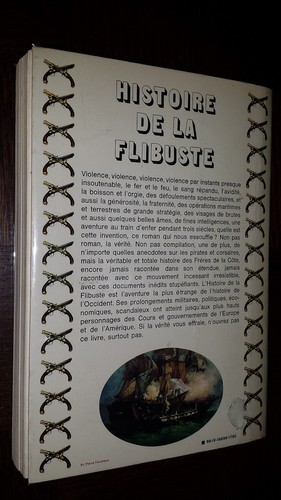 HISTOIRE
DE LA
FLIBUSTE
Violence, violence, violence, violence par instants presque
insoutenable, le fer et le feu, le sang répandu, l'avidité,
la boisson et l'orgie, des défoulements spectaculaires, et
aussi la générosité, la fraternité, des opérations maritimes
et terrestres de grande stratégie, des visages de brutes
et aussi quelques belles âmes, de fines intelligences, une
aventure au train d'enfer pendant trois siècles, quelle est
cette invention, ce roman qui nous essouffle ? Non pas
roman, la vérité. Non pas compilation, une de plus, de
n'importe quelles anecdotes sur les pirates et corsaires,
mais la véritable et totale histoire des Frères de la Côte,
encore jamais racontée dans son étendue, jamais
racontée avec ce mouvement incessant irrésistible,
avec ces documents inédits stupéfiants. L'Histoire de la
Flibuste est l'aventure la plus étrange de l'histoire de
l'Occident. Ses prolongements militaires, politiques, éco-
nomiques, scandaleux ont atteint jusqu'aux plus hauts
personnages des Cours et gouvernements de l'Europe
et de l'Amérique. Si la vérité vous effraie, n'ouvrez pas
ce livre, surtout pas.